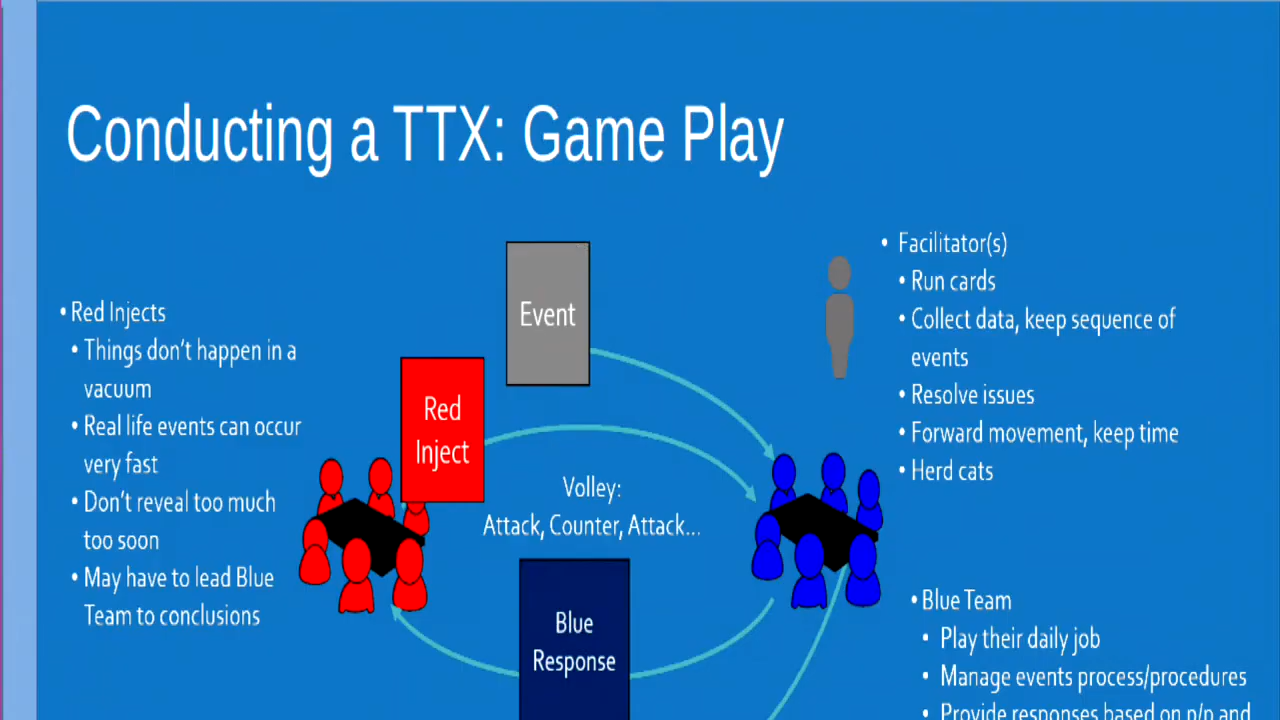 Conducting a TTX: Game Play
• Red Injects
• Things don't happen in a
vacuum
• Real life events can occur
very fast
• Don't reveal too much
too soon
• May have to lead Blue
Team to conclusions
Event
Red
Inject
Volley:
Attack, Counter, Attack...
Blue
Response
• Facilitator(s)
• Run cards
• Collect data, keep sequence of
events
• Resolve issues
• Forward movement, keep time
• Herd cats
• Blue Team
• Play their daily job
• Manage events process/procedures
• Provide responses based on p/p and